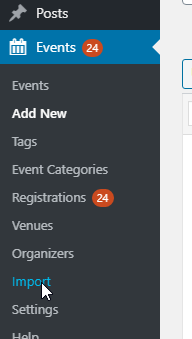 Posts
Events 24
Events
Add New
Tags
Event Categories
Registrations 24
Venues
Organizers
Import
Settings
Help